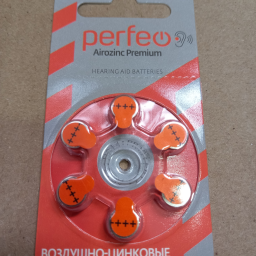 perfeo
Airozinc Premium
HEARING AID BATTERIES
ВОЗДУШНО-ЦИНКОВЫЕ